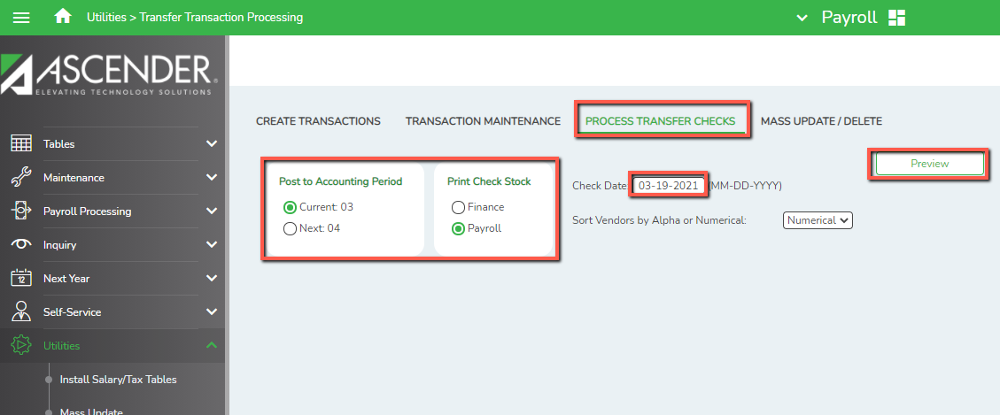 Utilities > Transfer Transaction Processing
Payroll
ASCENDER
ELEVATING TECHNOLOGY SOLUTIONS
Tables
Maintenance
Payroll Processing
Inquiry
12
Next Year
Self-Service
Utilities
Install Salary/Tax Tables
Mass Update
CREATE TRANSACTIONS
TRANSACTION MAINTENANCE
PROCESS TRANSFER CHECKS
MASS UPDATE / DELETE
Preview
Post to Accounting Period
Current: 03
Next: 04
Print Check Stock
Finance
Payroll
Check Date: 03-19-2021 (MM-DD-YYYY)
Sort Vendors by Alpha or Numerical: Numerical